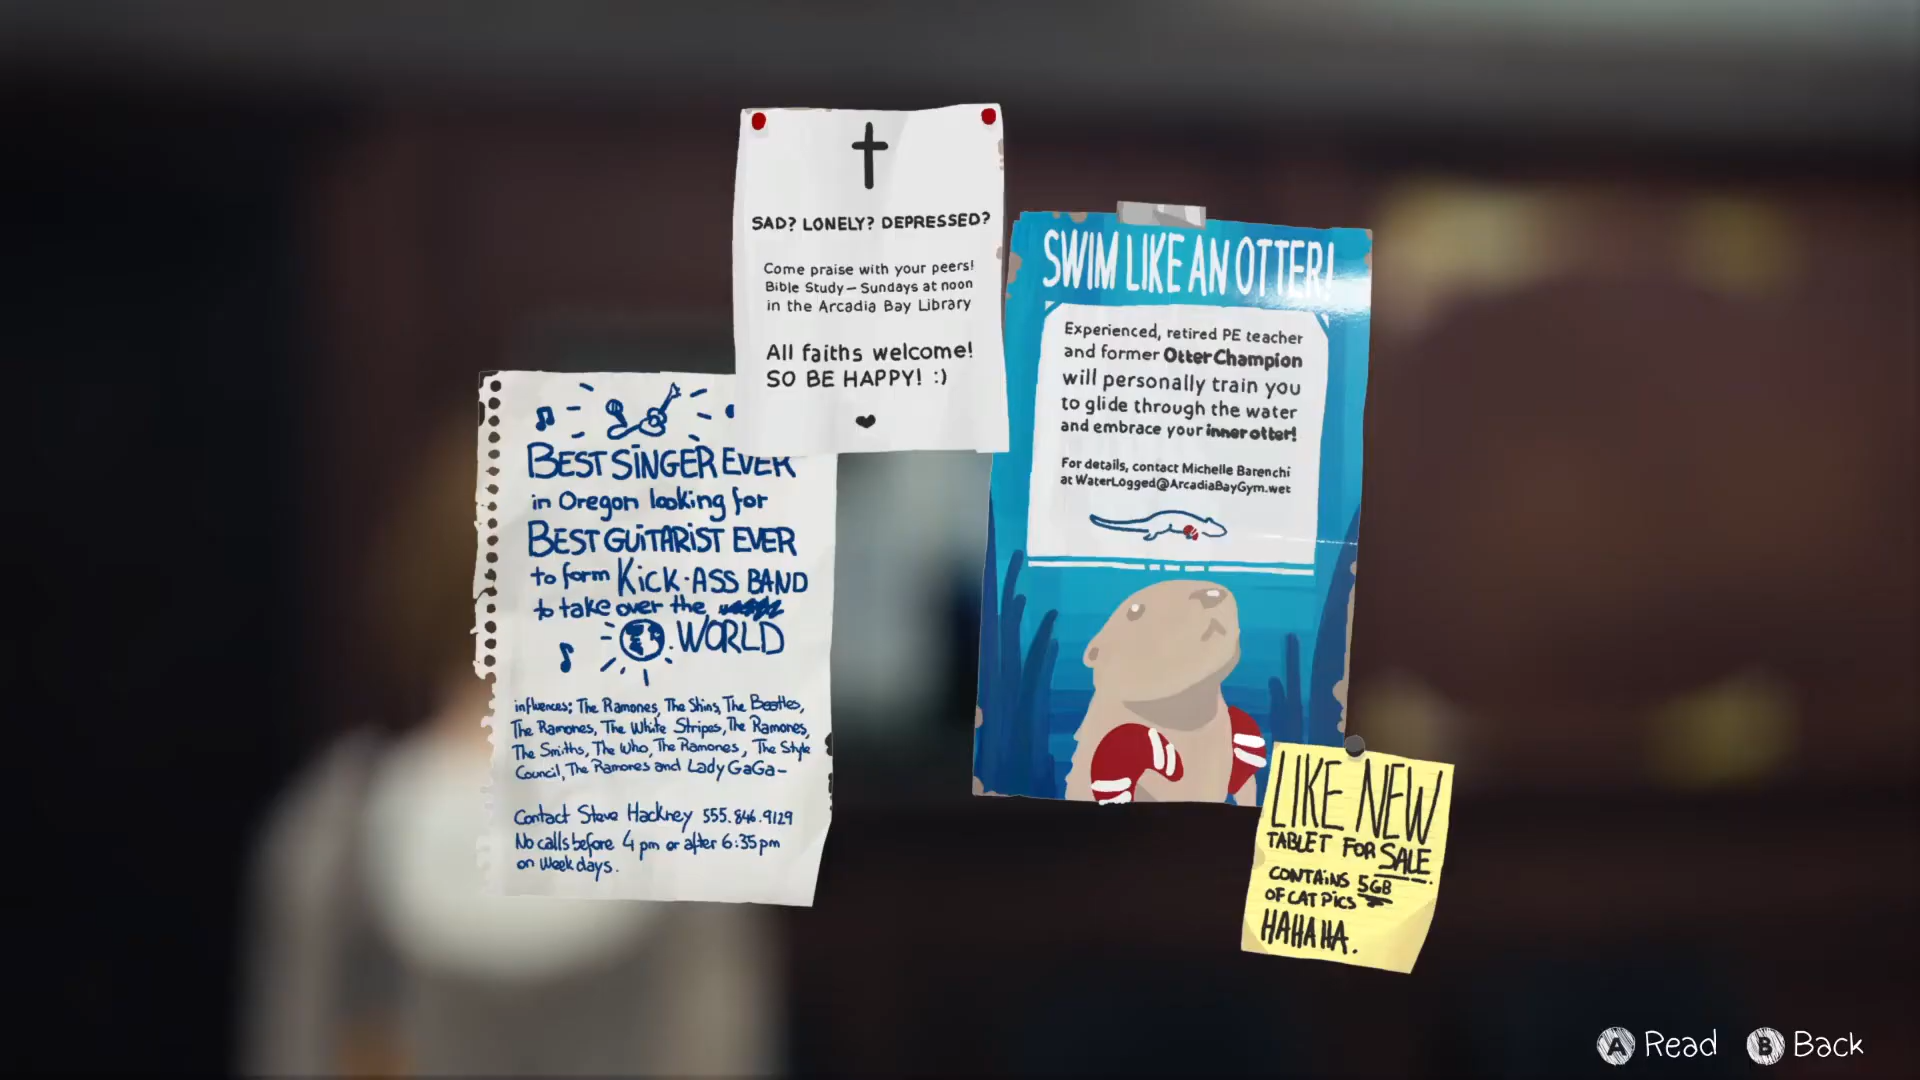 SAD? LONELY? DEPRESSED?
Come praise with your peers!
Bible Study – Sundays at noon
in the Arcadia Bay Library
All faiths welcome!
SO BE HAPPY! :)
BEST SINGER EVER
in Oregon looking for
BEST GUITARIST EVER
to form KICK-ASS BAND
to take over the
WORLD
influences: The Ramones, The Shins, The Beatles,
The Ramones, The White Stripes, The Ramones,
The Smiths, The Who, The Ramones, The Style
Council, The Ramones and Lady GaGa–
Contact Steve Hackney 555.846.9129
No calls before 4 pm or after 6:35 pm
on weekdays.
SWIM LIKE AN OTTER!
Experienced, retired PE teacher
and former Otter Champion
will personally train you
to glide through the water
and embrace your inner otter!
For details, contact Michelle Barenchi
at WaterLogged@ArcadiaBayGym.wet
LIKE NEW
TABLET FOR SALE.
CONTAINS 5GB
OF CAT PICS
HAHAHA.
A Read B Back